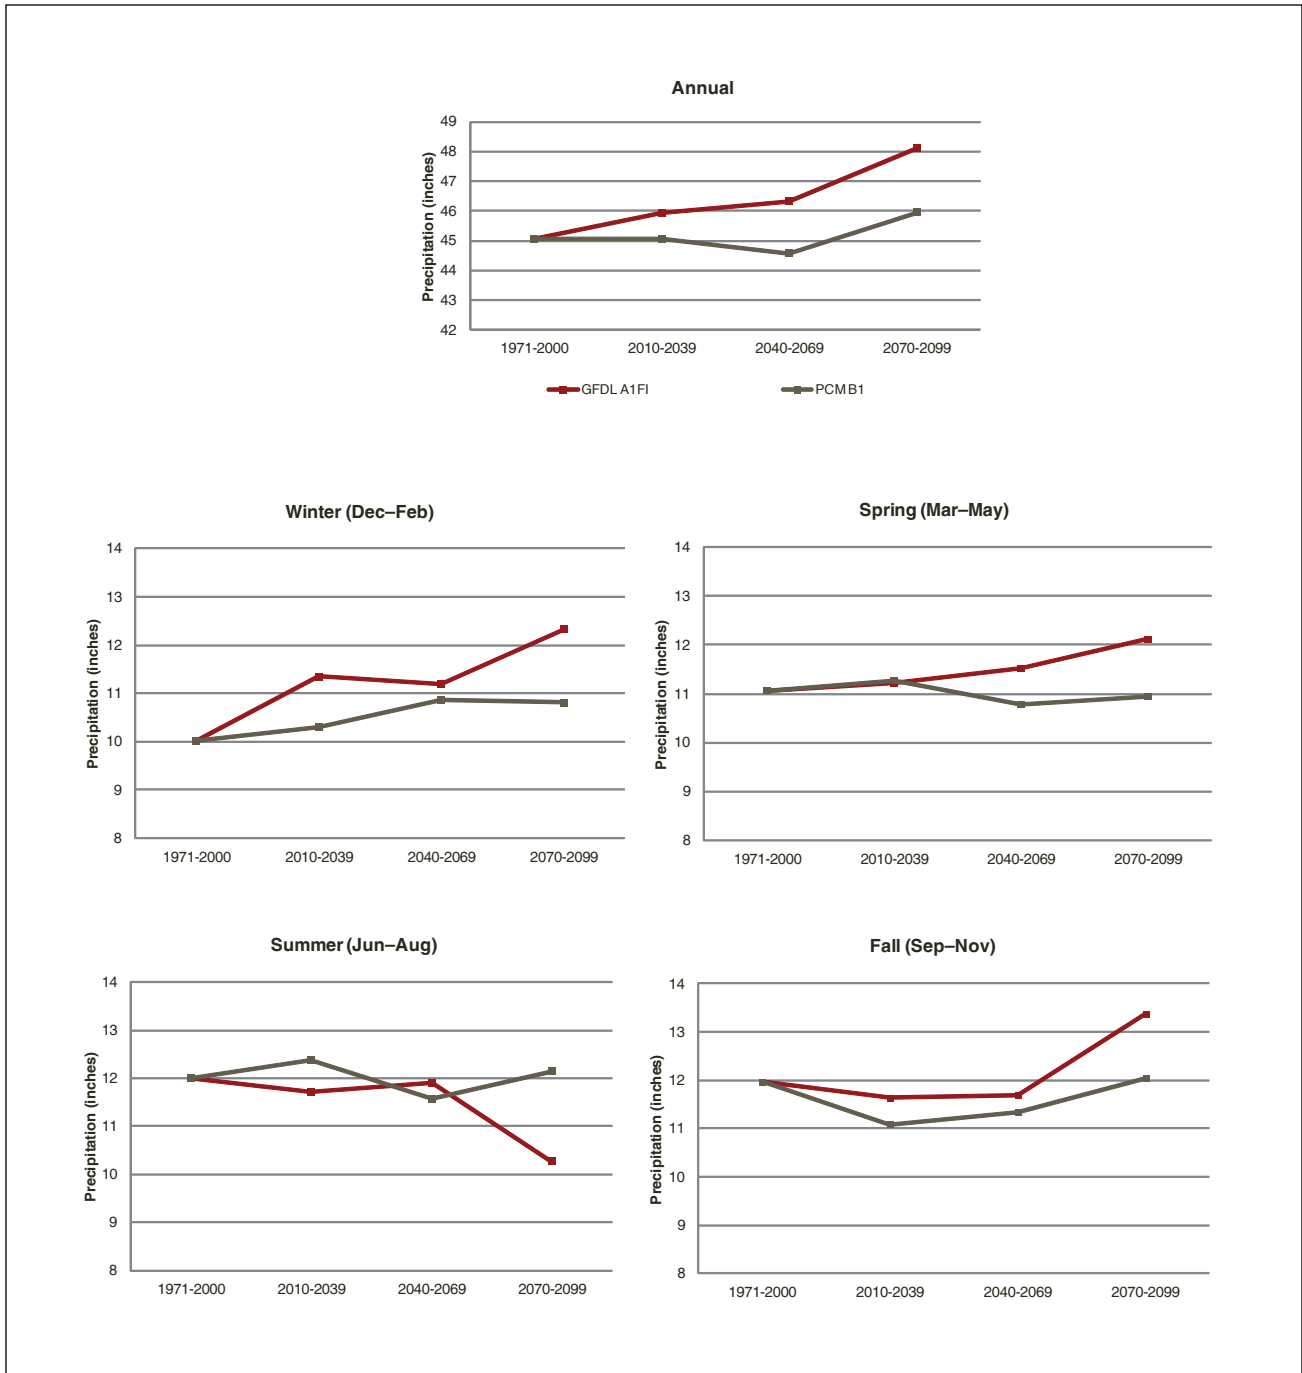 Annual
Precipitation (inches)
49
48
47
46
45
44
43
42
1971-2000 2010-2039 2040-2069 2070-2099
GFDL A1FI PCM B1
Winter (Dec–Feb)
Precipitation (inches)
14
13
12
11
10
9
8
1971-2000 2010-2039 2040-2069 2070-2099
Spring (Mar–May)
Precipitation (inches)
14
13
12
11
10
9
8
1971-2000 2010-2039 2040-2069 2070-2099
Summer (Jun–Aug)
Precipitation (inches)
14
13
12
11
10
9
8
1971-2000 2010-2039 2040-2069 2070-2099
Fall (Sep–Nov)
Precipitation (inches)
14
13
12
11
10
9
8
1971-2000 2010-2039 2040-2069 2070-2099